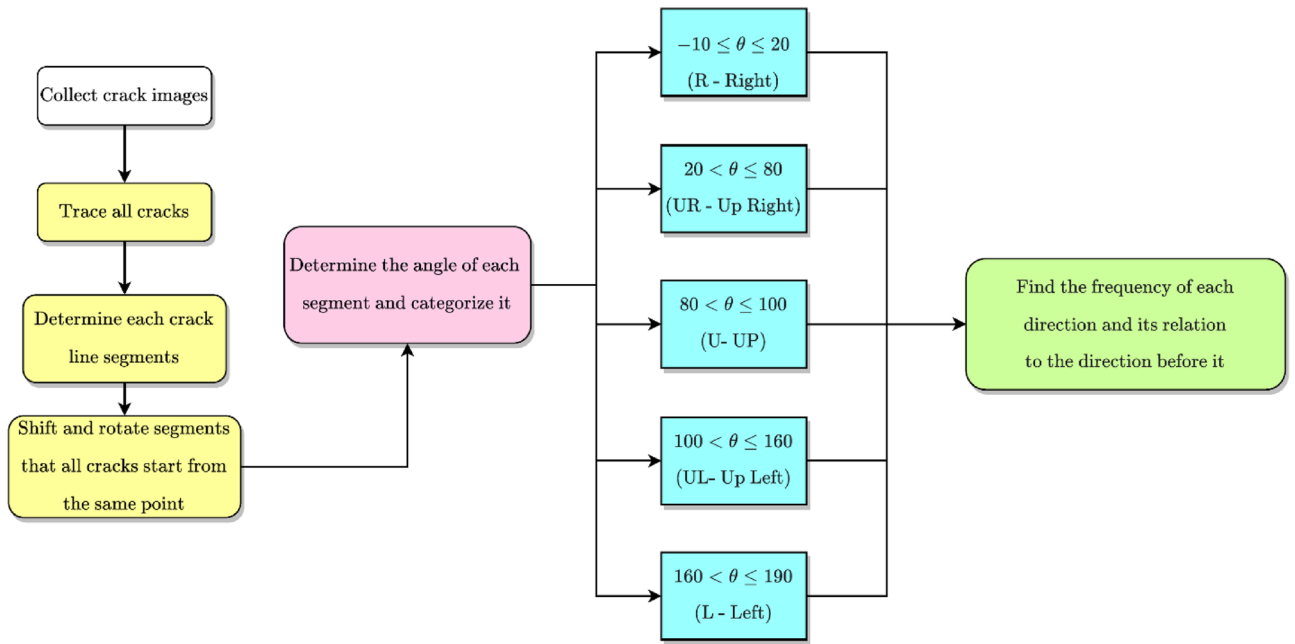 Collect crack images
Trace all cracks
Determine each crack
line segments
Shift and rotate segments
that all cracks start from
the same point
Determine the angle of each
segment and categorize it
−10 ≤ θ ≤ 20
(R - Right)
20 < θ ≤ 80
(UR - Up Right)
80 < θ ≤ 100
(U- UP)
100 < θ ≤ 160
(UL- Up Left)
160 < θ ≤ 190
(L - Left)
Find the frequency of each
direction and its relation
to the direction before it